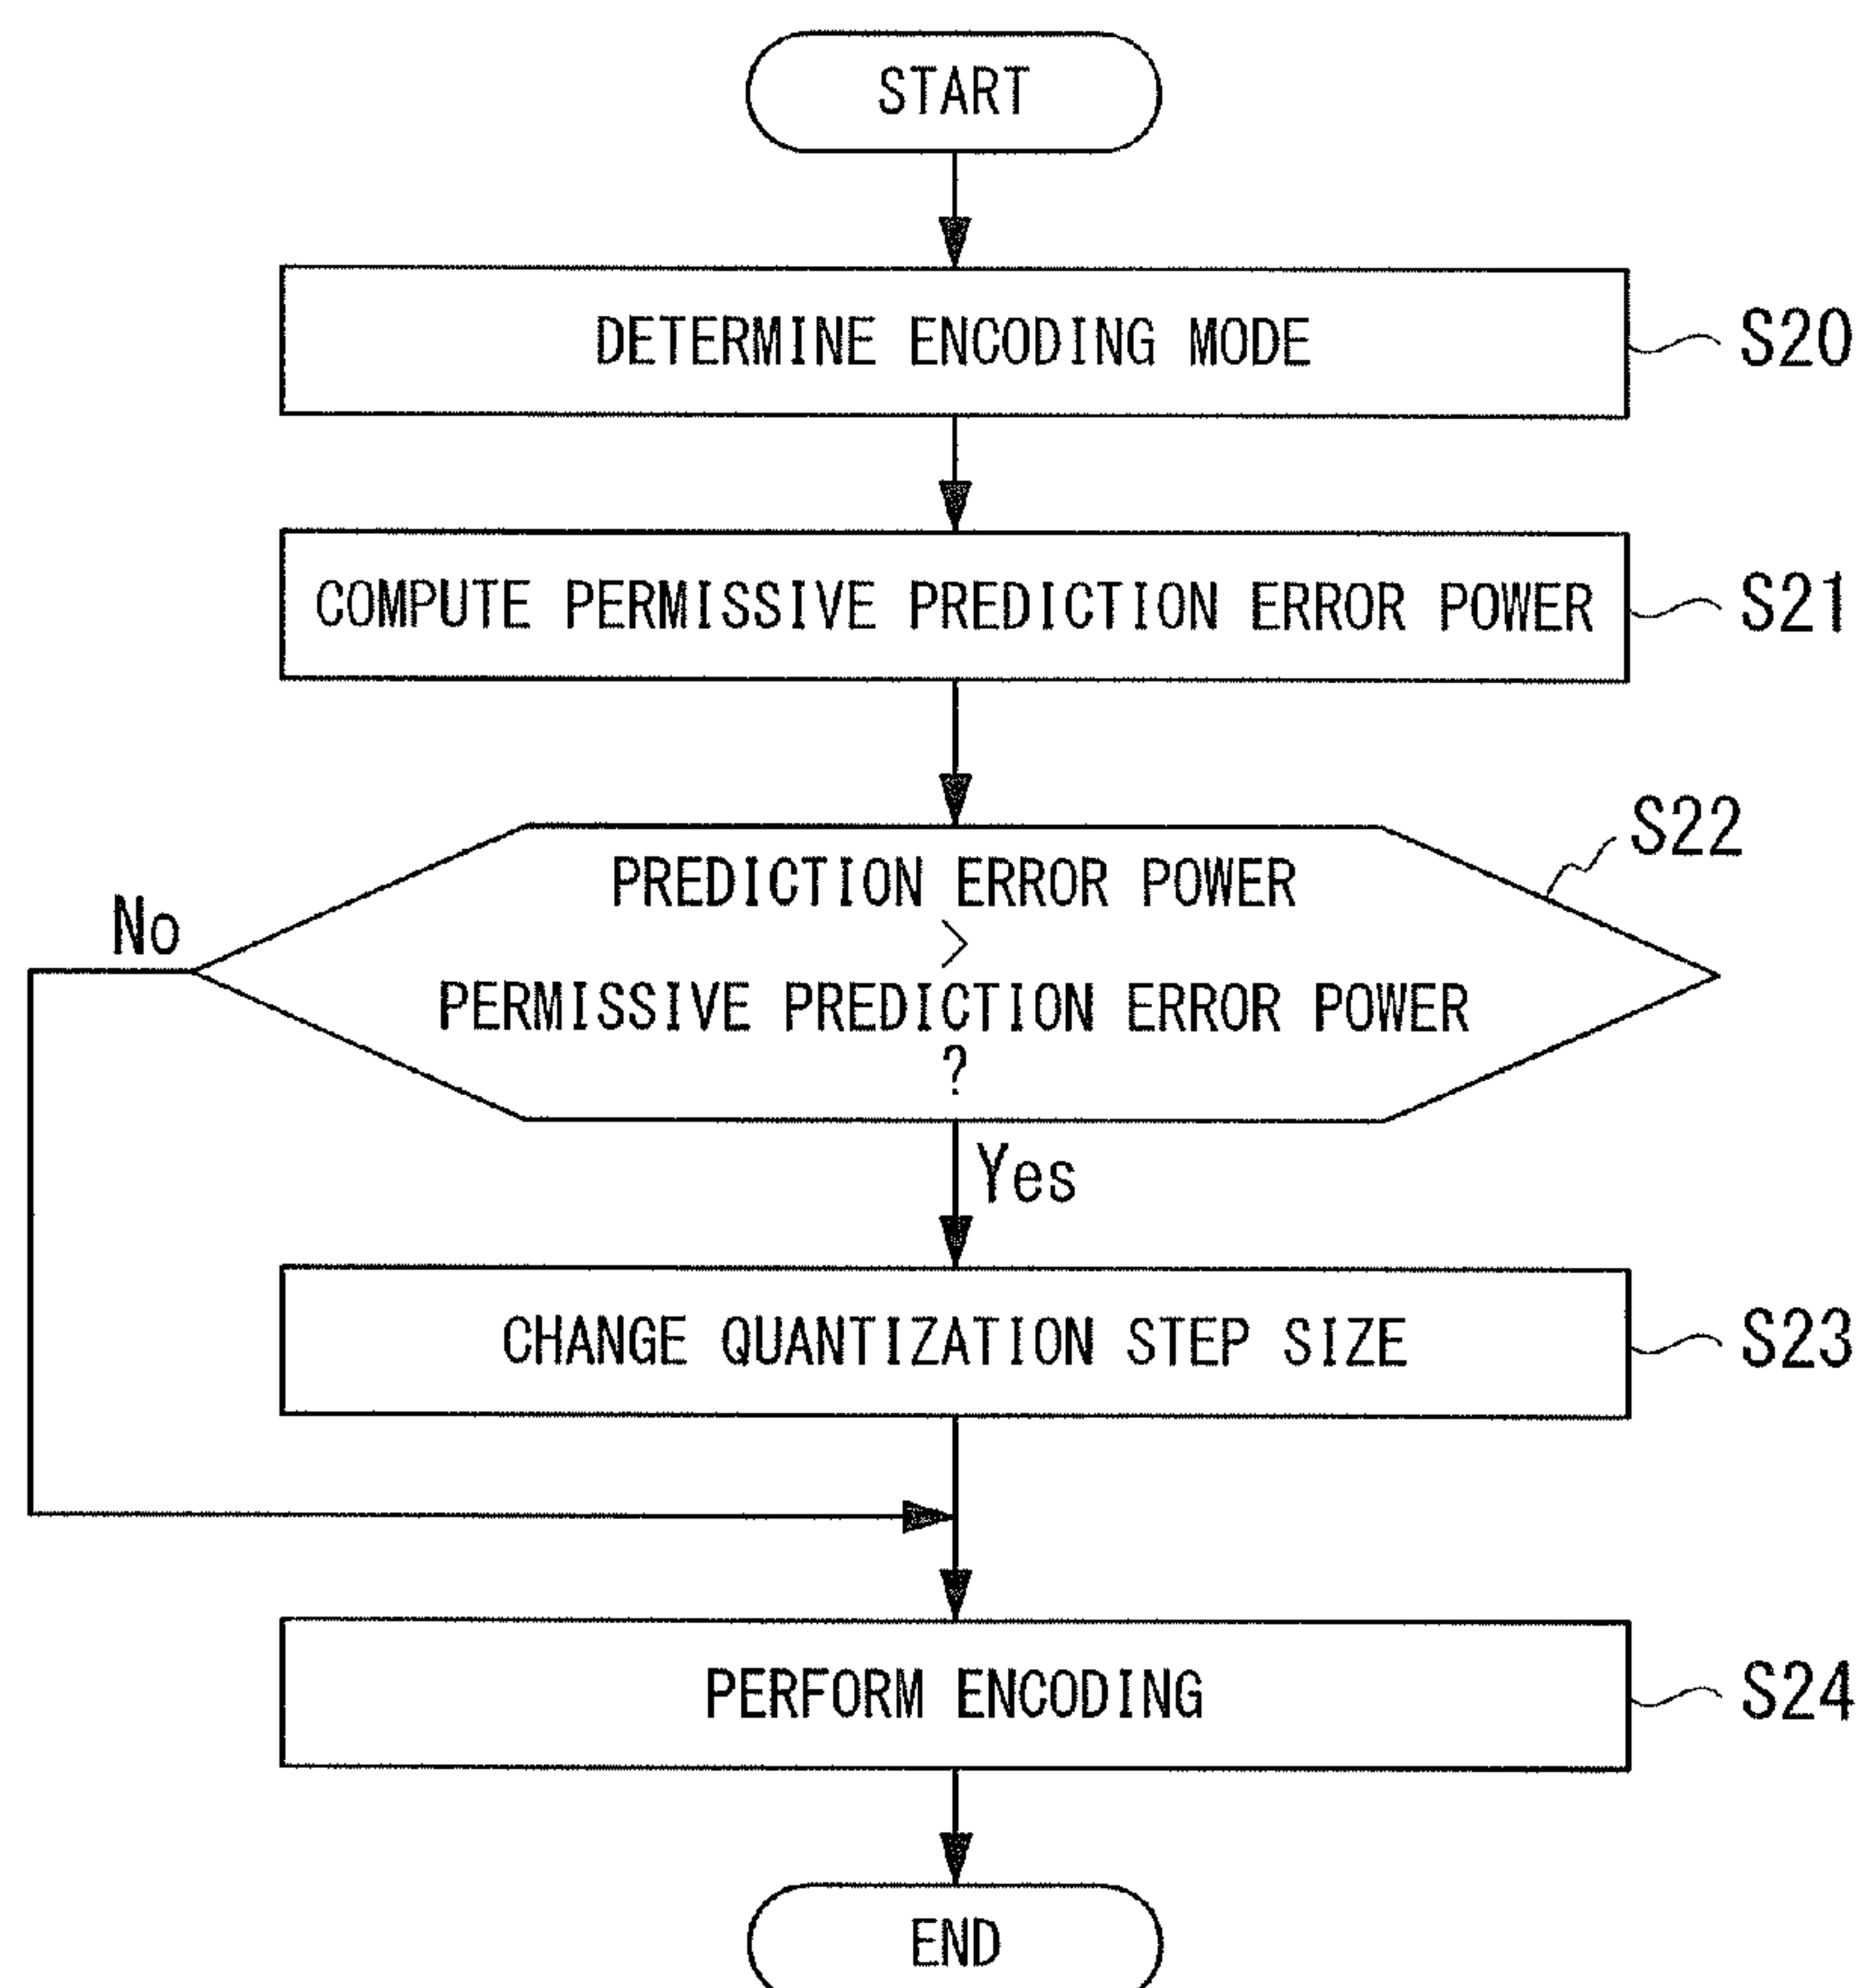 START
DETERMINE ENCODING MODE
S20
COMPUTE PERMISSIVE PREDICTION ERROR POWER
S21
S22
PREDICTION ERROR POWER
>
PERMISSIVE PREDICTION ERROR POWER
?
No
Yes
CHANGE QUANTIZATION STEP SIZE
S23
PERFORM ENCODING
S24
END